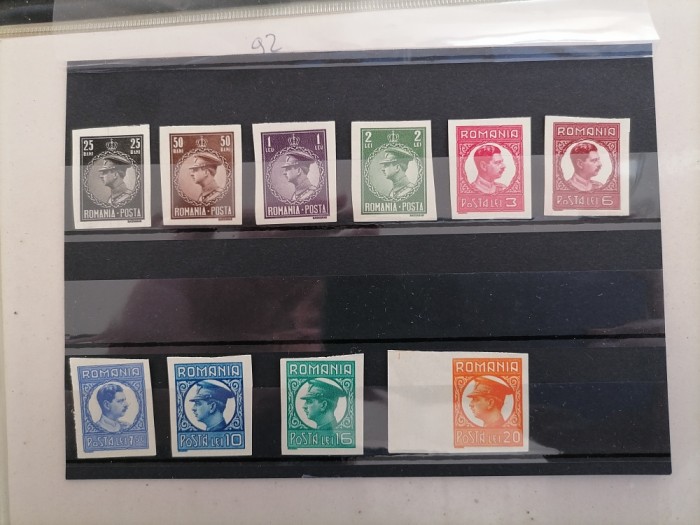 92
25 25
BANI BANI
ROMANIA·POSTA
50 50
BANI BANI
ROMANIA·POSTA
1 1
LEU LEU
ROMANIA·POSTA
2 2
LEI LEI
ROMANIA·POSTA
ROMANIA
POSTA LEI 3
ROMANIA
POSTA LEI 6
ROMANIA
POSTA LEI
ROMANIA
POSTA LEI 10
ROMANIA
POSTA LEI 16
ROMANIA
POSTA LEI 20